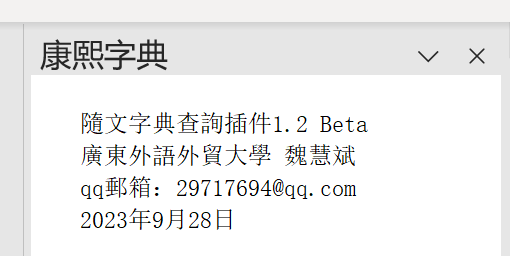 康熙字典
隨文字典查詢插件1.2 Beta
廣東外語外貿大學 魏慧斌
qq郵箱：29717694@qq.com
2023年9月28日